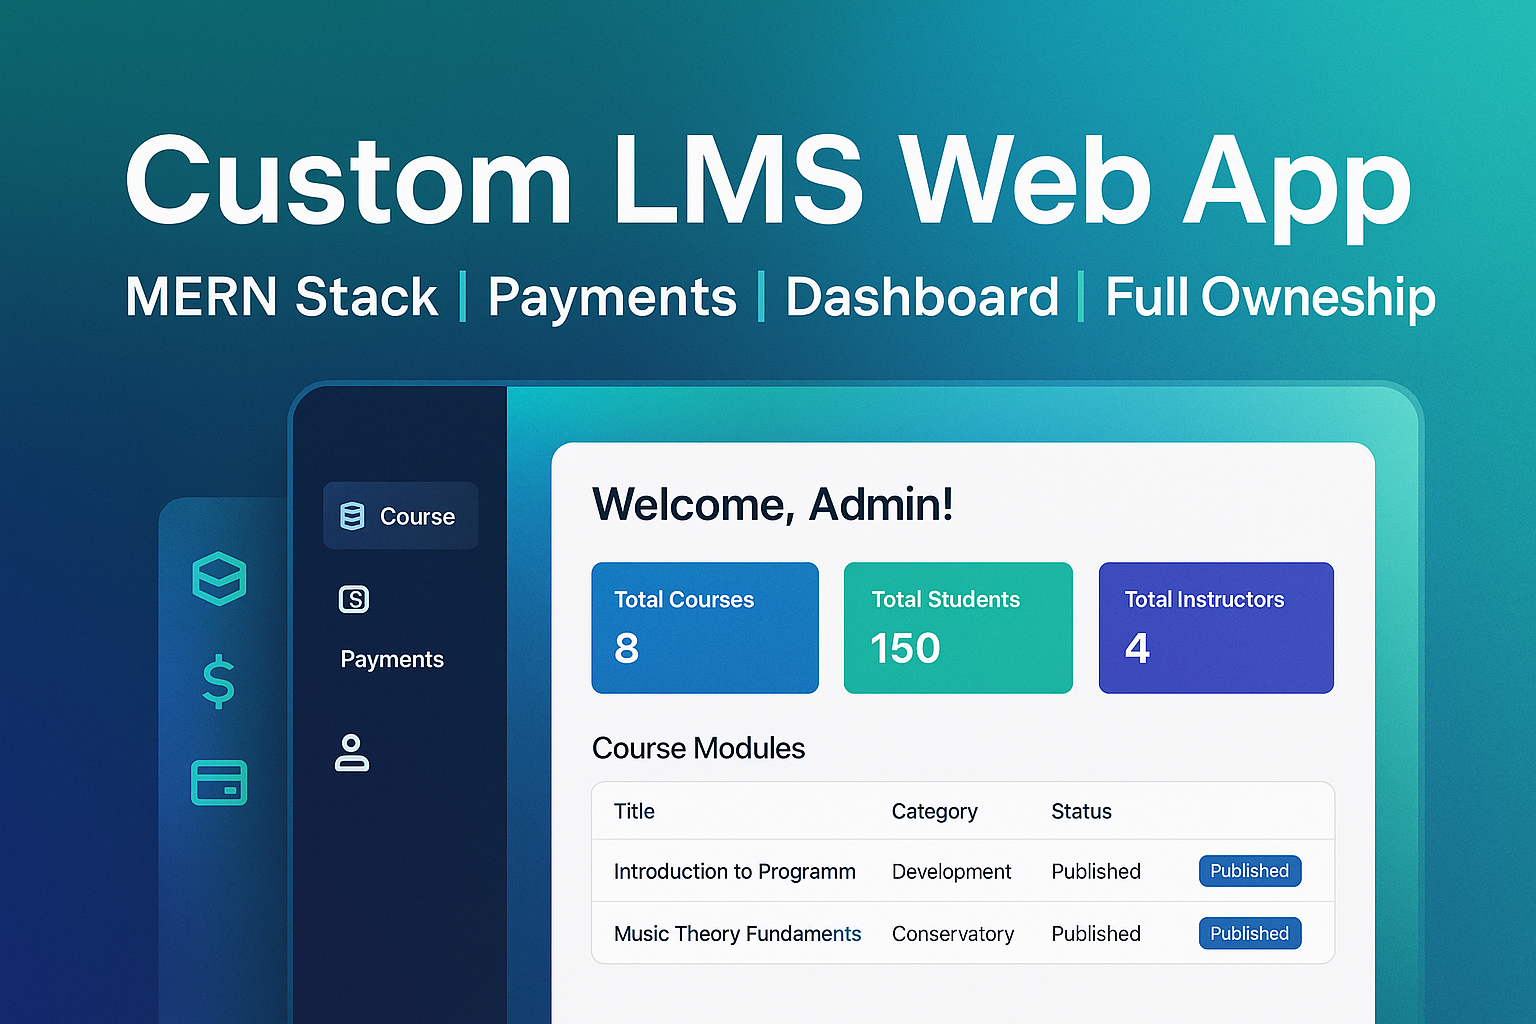 Custom LMS Web App
MERN Stack | Payments | Dashboard | Full Owneship
Course
S
Payments
$
Welcome, Admin!
Total Courses
8
Total Students
150
Total Instructors
4
Course Modules
Title Category Status
Introduction to Programm Development Published Published
Music Theory Fundaments Conservatory Published Published